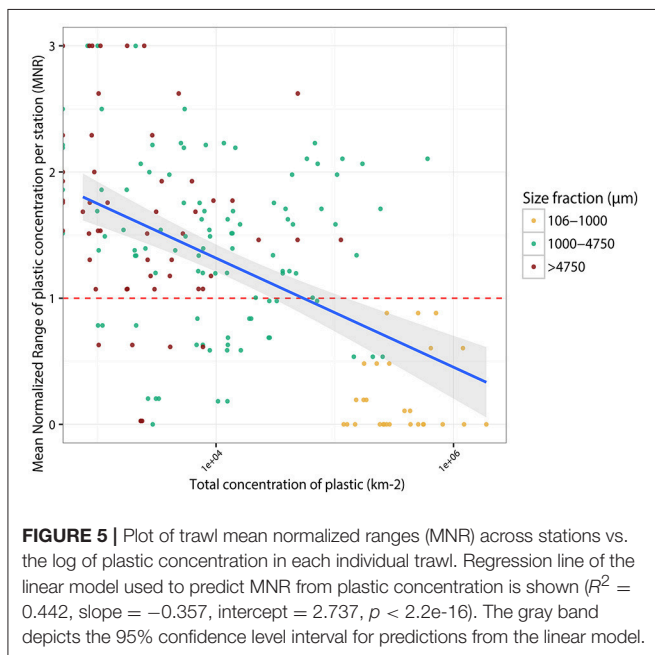 3
2
1
0
Mean Normalized Range of plastic concentration per station (MNR)
1e+04
1e+06
Total concentration of plastic (km-2)
Size fraction (μm)
106–1000
1000–4750
>4750
FIGURE 5 | Plot of trawl mean normalized ranges (MNR) across stations vs.
the log of plastic concentration in each individual trawl. Regression line of the
linear model used to predict MNR from plastic concentration is shown (R² =
0.442, slope = −0.357, intercept = 2.737, p < 2.2e-16). The gray band
depicts the 95% confidence level interval for predictions from the linear model.